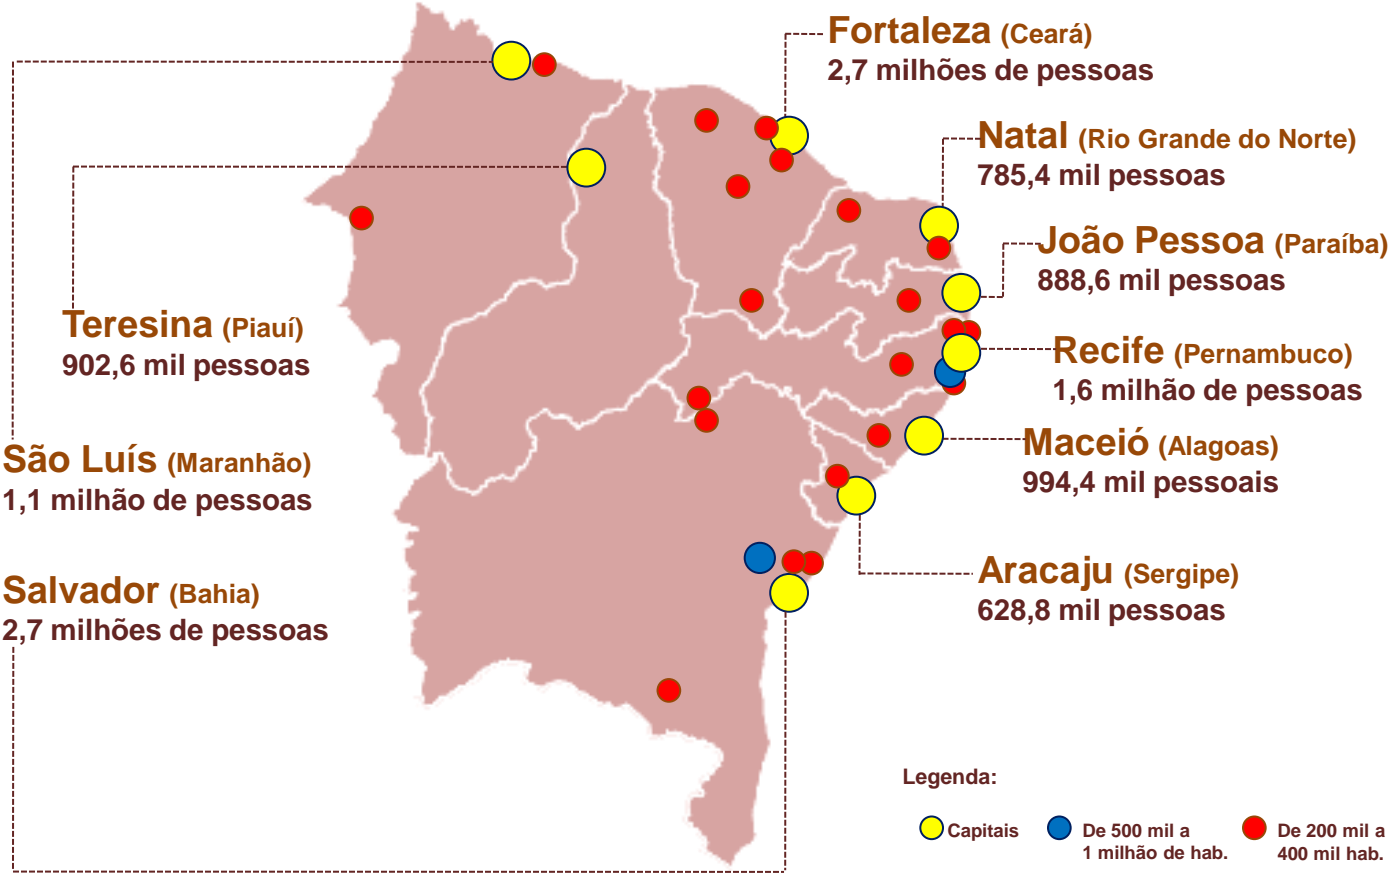 Fortaleza (Ceará)
2,7 milhões de pessoas
Natal (Rio Grande do Norte)
785,4 mil pessoas
João Pessoa (Paraíba)
888,6 mil pessoas
Teresina (Piauí)
902,6 mil pessoas
Recife (Pernambuco)
1,6 milhão de pessoas
São Luís (Maranhão)
1,1 milhão de pessoas
Maceió (Alagoas)
994,4 mil pessoais
Salvador (Bahia)
2,7 milhões de pessoas
Aracaju (Sergipe)
628,8 mil pessoas
Legenda:
Capitais
De 500 mil a
1 milhão de hab.
De 200 mil a
400 mil hab.